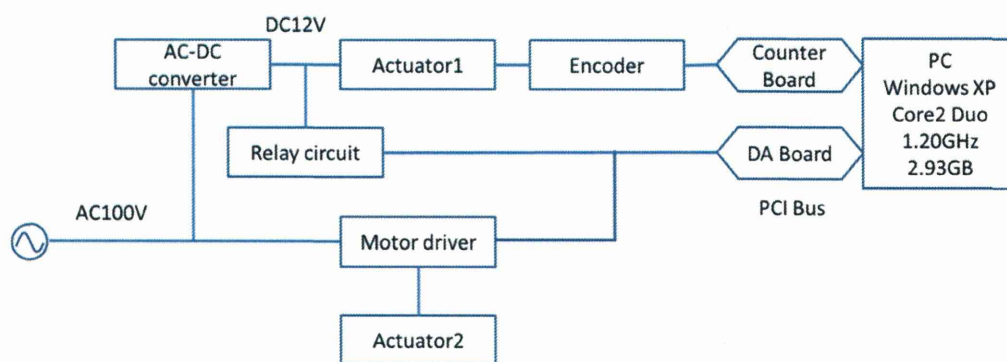 DC12V
AC-DC
converter
Actuator1
Encoder
Counter
Board
PC
Windows XP
Core2 Duo
1.20GHz
2.93GB
Relay circuit
DA Board
PCI Bus
AC100V
Motor driver
Actuator2